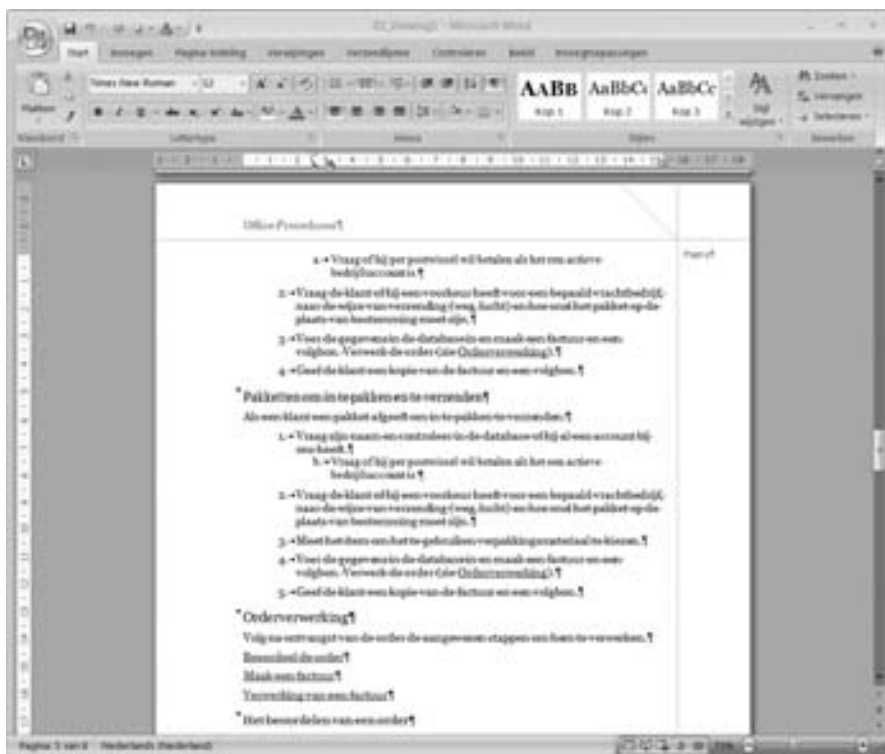 Microsoft Word
Start Invoegen Pagina-indeling Verwijzingen Verzendlijsten Controleren Beeld Invoegtoepassingen
Times New Roman 12 AaBb AaBbCc AaBbCc Zoeken
Plakken Kop 1 Kop 2 Kop 3 Stijl wijzigen Vervangen
Selecteren
Klembord Lettertype Alinea Stijlen Bewerken
Office Procedures¶
a. Vraag of hij per postwissel wil betalen als het een actieve
bedrijfsaccount is.¶
2. Vraag de klant of hij een voorkeur heeft voor een bepaald vrachtbedrijf,
naar de wijze van verzending (weg, lucht) en hoe snel het pakket op de
plaats van bestemming moet zijn.¶
3. Voer de gegevens in de database in en maak een factuur en een
volgbon. Verwerk de order (zie Orderverwerking).¶
4. Geef de klant een kopie van de factuur en een volgbon.¶
Pakketten om in te pakken en te verzenden¶
Als een klant een pakket afgeeft om in te pakken te verzenden:¶
1. Vraag zijn naam en controleer in de database of hij al een account bij
ons heeft.¶
b. Vraag of hij per postwissel wil betalen als het een actieve
bedrijfsaccount is.¶
2. Vraag de klant of hij een voorkeur heeft voor een bepaald vrachtbedrijf,
naar de wijze van verzending (weg, lucht) en hoe snel het pakket op de
plaats van bestemming moet zijn.¶
3. Meet het item om het te gebruiken verpakkingsmateriaal te kiezen.¶
4. Voer de gegevens in de database in en maak een factuur en een
volgbon. Verwerk de order (zie Orderverwerking).¶
5. Geef de klant een kopie van de factuur en een volgbon.¶
Orderverwerking¶
Volg na ontvangst van de order de aangewezen stappen om hem te verwerken.¶
Beoordeel de order¶
Maak een factuur¶
Verwerking van een factuur¶
Het beoordelen van een order¶
Pagina 5 van 6 Nederlands (Nederland)